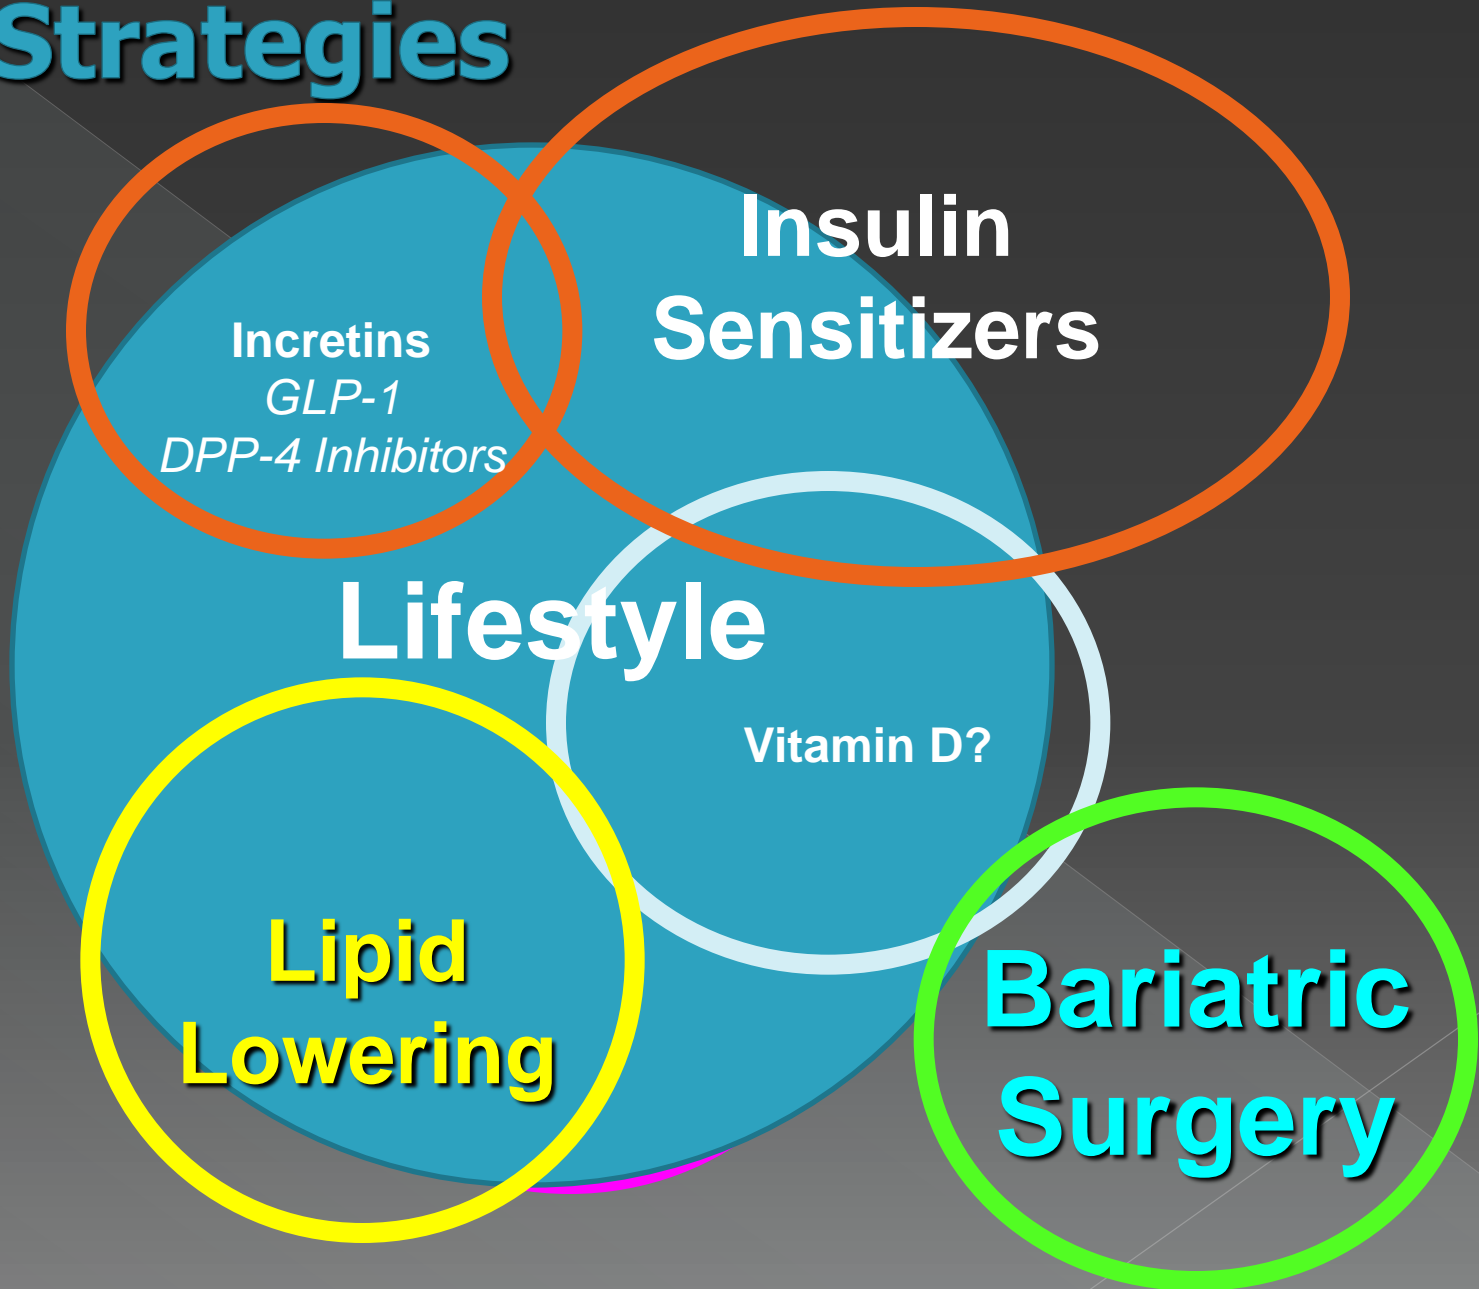 Strategies
Insulin
Sensitizers
Incretins
GLP-1
DPP-4 Inhibitors
Lifestyle
Vitamin D?
Lipid
Lowering
Bariatric
Surgery